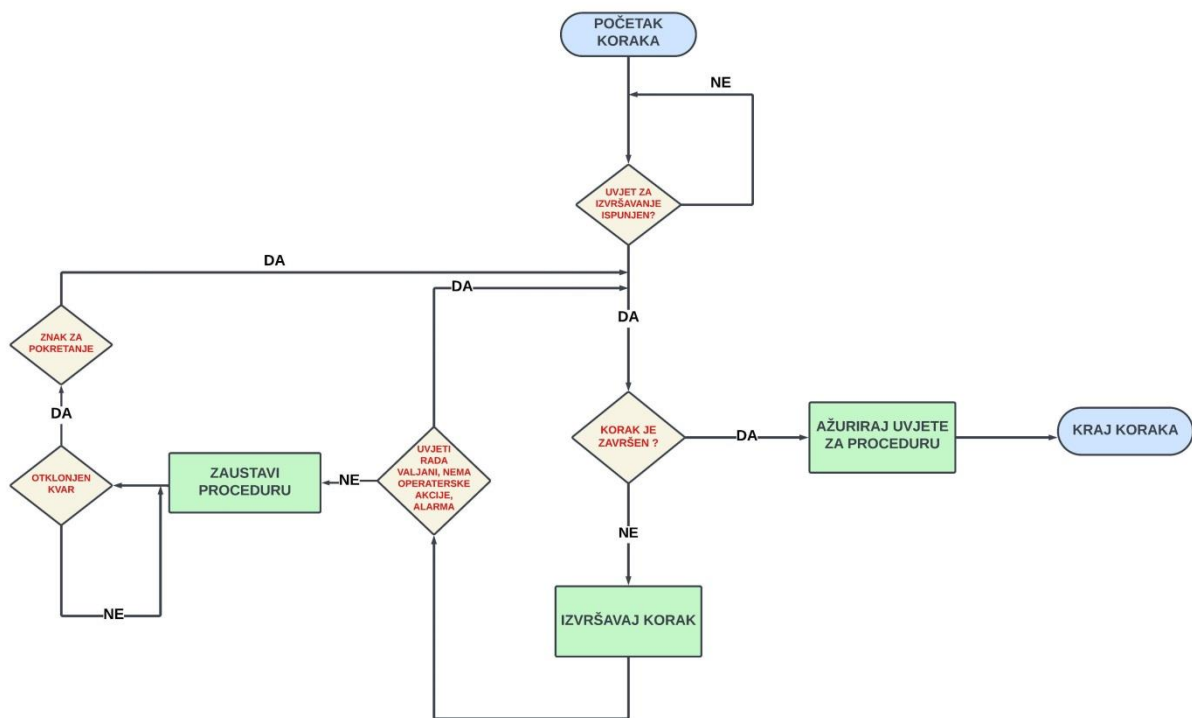 POČETAK
KORAKA
NE
UVJET ZA
IZVRŠAVANJE
ISPUNJEN?
DA
DA
DA
ZNAK ZA
POKRETANJE
DA
KORAK JE
ZAVRŠEN ?
DA
AŽURIRAJ UVJETE
ZA PROCEDURU
KRAJ KORAKA
UVJETI
RADA
VALJANI, NEMA
OPERATERSKE
AKCIJE,
ALARMA
NE
ZAUSTAVI
PROCEDURU
OTKLONJEN
KVAR
NE
NE
IZVRŠAVAJ KORAK